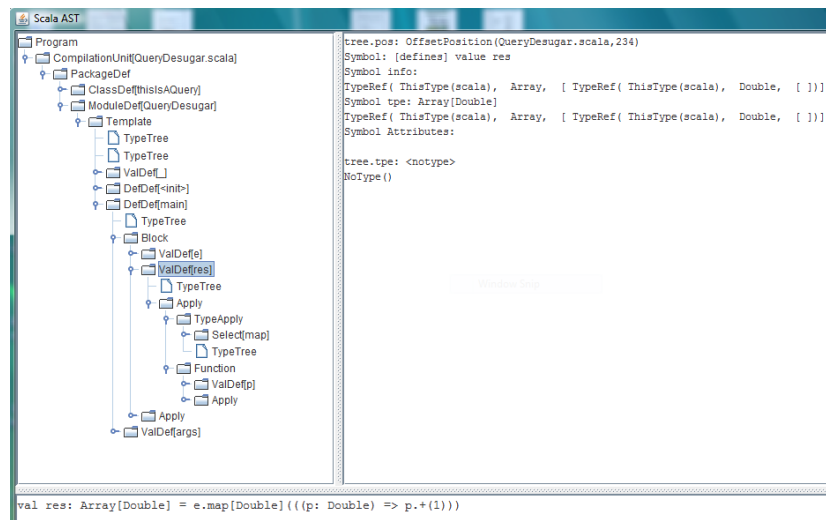 Scala AST
Program
CompilationUnit[QueryDesugar.scala]
PackageDef
ClassDef[thisIsAQuery]
ModuleDef[QueryDesugar]
Template
TypeTree
TypeTree
ValDef[_]
DefDef[<init>]
DefDef[main]
TypeTree
Block
ValDef[e]
ValDef[res]
TypeTree
Apply
TypeApply
Select[map]
TypeTree
Function
ValDef[p]
Apply
Apply
ValDef[args]
tree.pos: OffsetPosition(QueryDesugar.scala,234)
Symbol: [defines] value res
Symbol info:
TypeRef( ThisType(scala), Array, [ TypeRef( ThisType(scala), Double, [ ])]
Symbol tpe: Array[Double]
TypeRef( ThisType(scala), Array, [ TypeRef( ThisType(scala), Double, [ ])]
Symbol Attributes:
tree.tpe: <notype>
NoType()
Window Snip
val res: Array[Double] = e.map[Double](((p: Double) => p.+(1)))